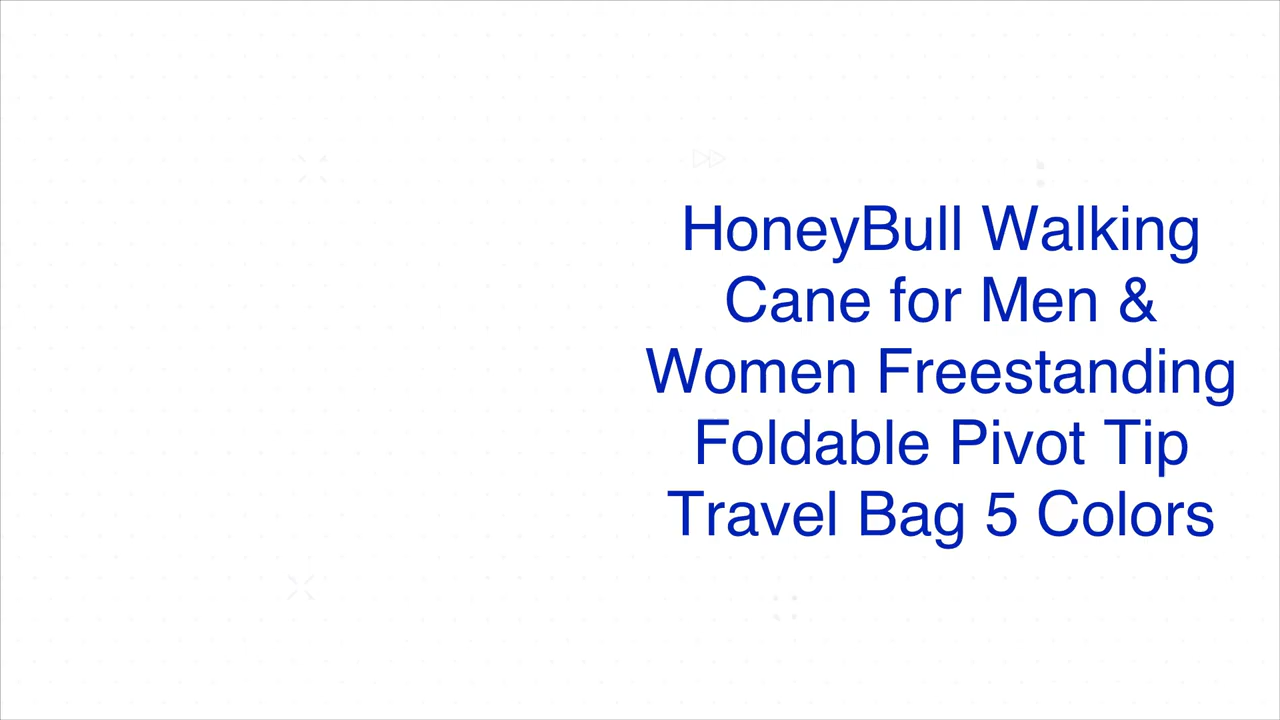 HoneyBull Walking
Cane for Men &
Women Freestanding
Foldable Pivot Tip
Travel Bag 5 Colors